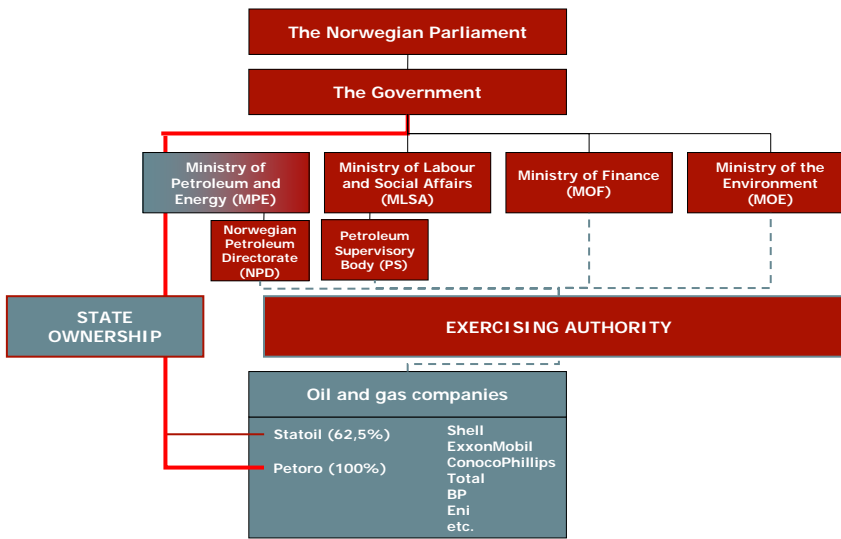 The Norwegian Parliament
The Government
Ministry of
Petroleum and
Energy (MPE)
Ministry of Labour
and Social Affairs
(MLSA)
Ministry of Finance
(MOF)
Ministry of the
Environment
(MOE)
Norwegian
Petroleum
Directorate
(NPD)
Petroleum
Supervisory
Body (PS)
STATE
OWNERSHIP
EXERCISING AUTHORITY
Oil and gas companies
Statoil (62,5%)
Petoro (100%)
Shell
ExxonMobil
ConocoPhillips
Total
BP
Eni
etc.